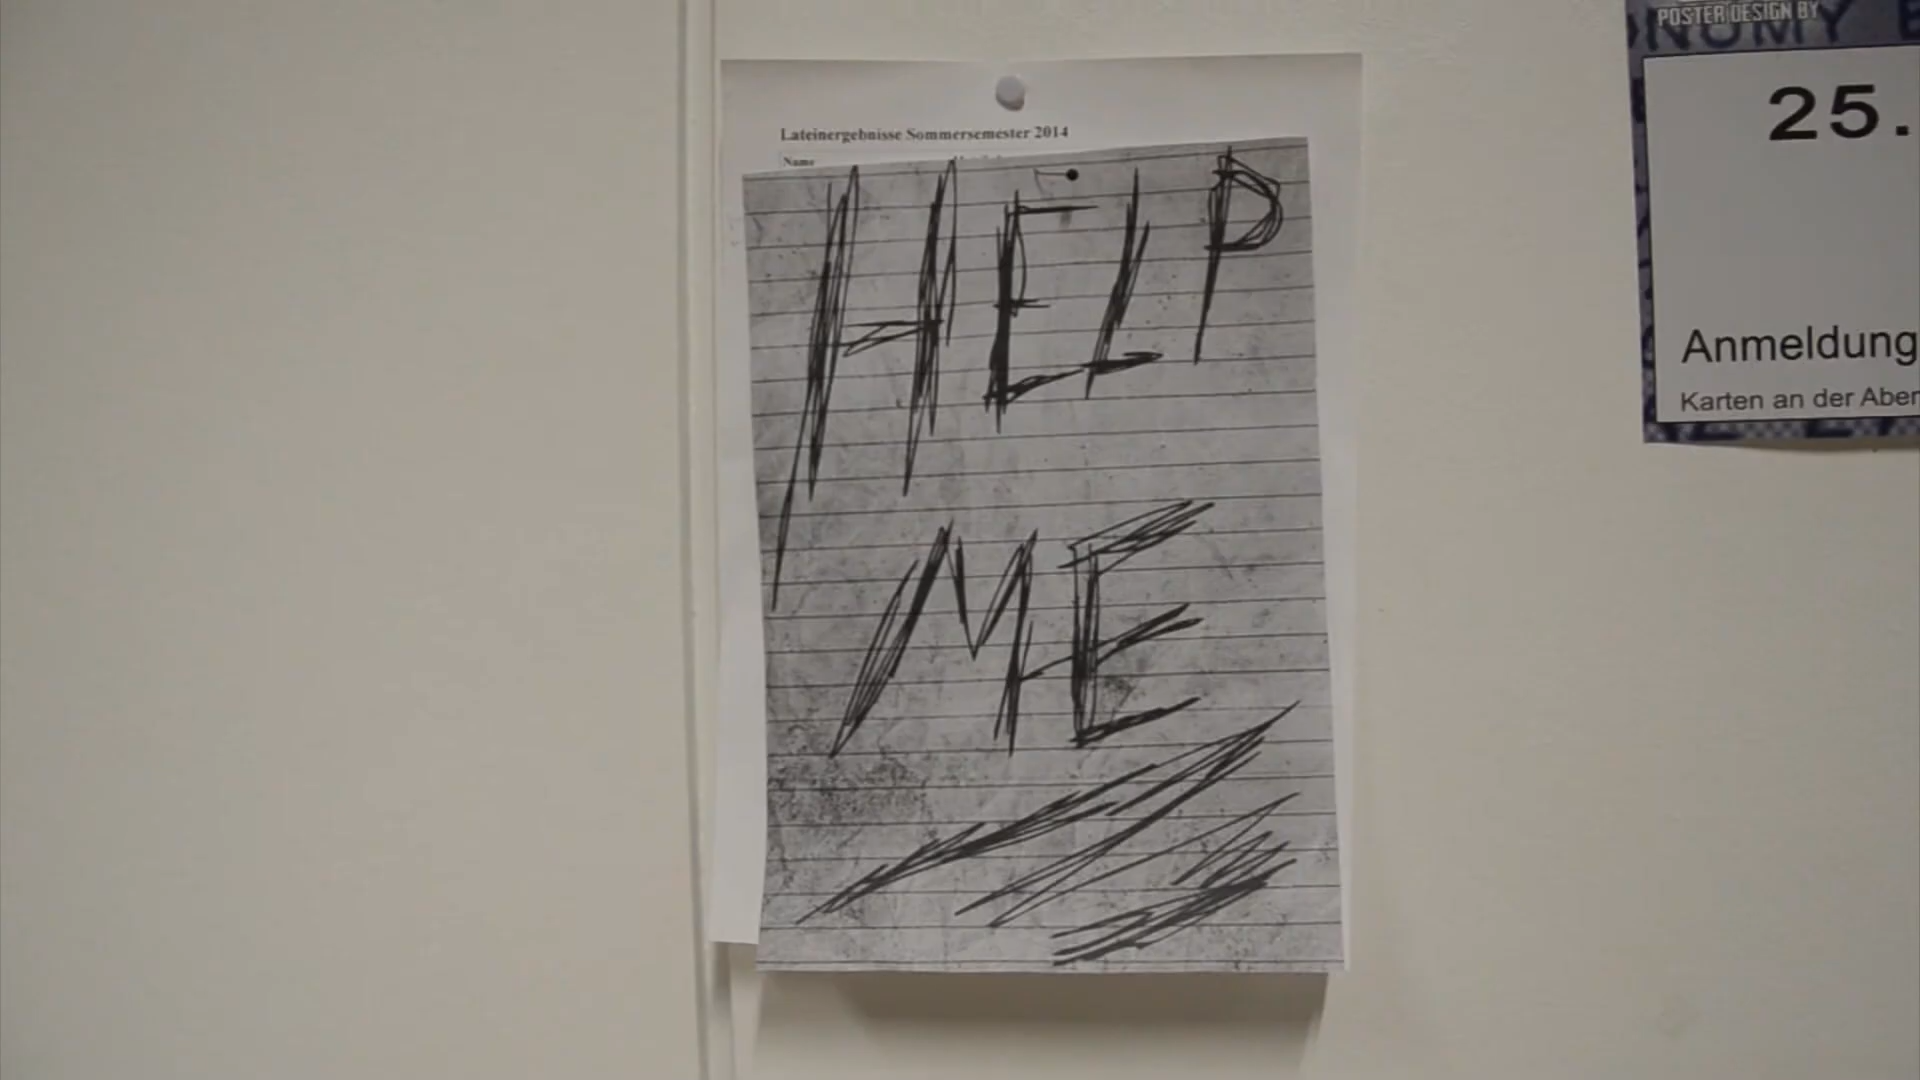 Lateinergebnisse Sommersemester 2014
Name
HELP
ME
POSTER DESIGN BY
25.
Anmeldung
Karten an der Aben